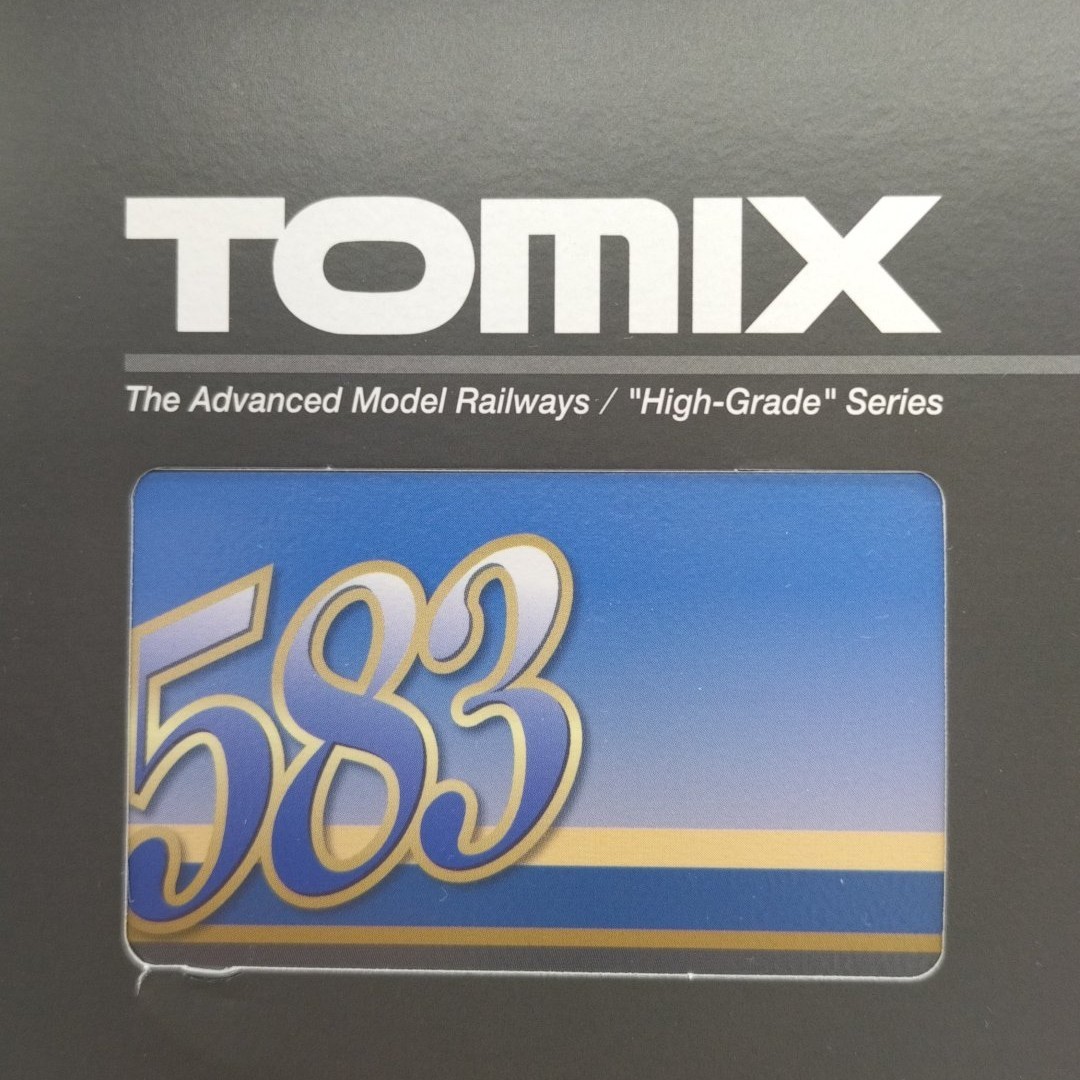 TOMIX
The Advanced Model Railways / "High-Grade" Series
583